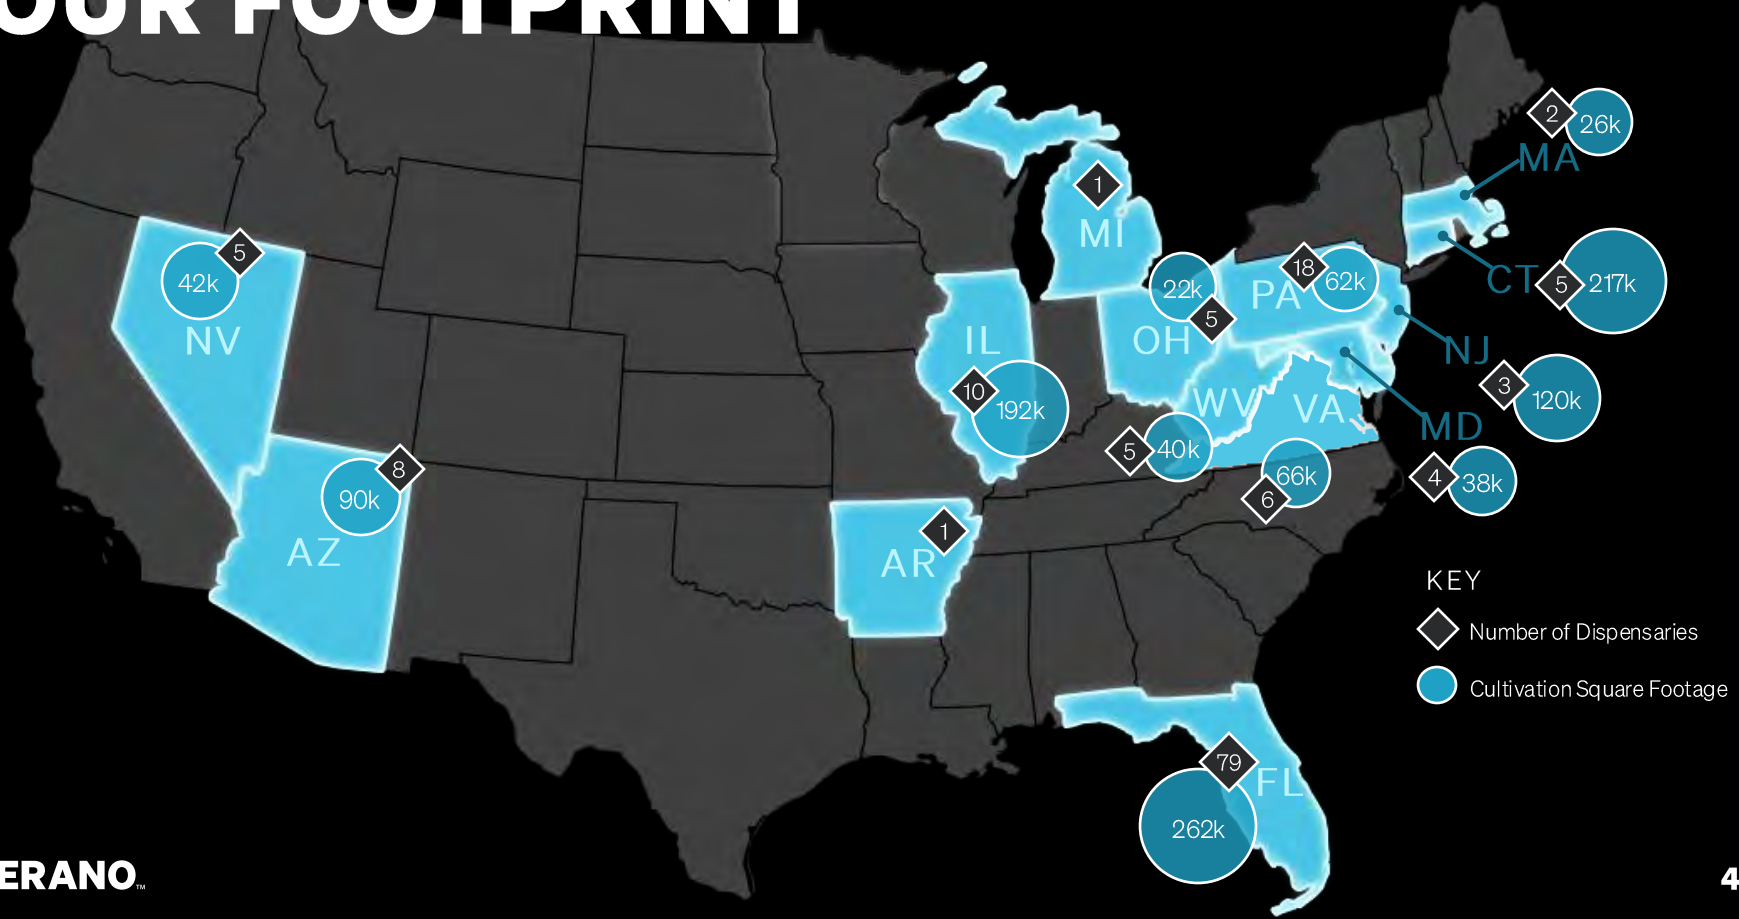 OUR FOOTPRINT
2
26k
MA
1
MI
5
42k
NV
18
62k
PA
22k
5
OH
CT
5
217k
IL
10
192k
NJ
3
120k
WV
VA
MD
5
40k
66k
6
4
38k
8
90k
AZ
1
AR
KEY
Number of Dispensaries
Cultivation Square Footage
79
FL
262k
ERANO™
4